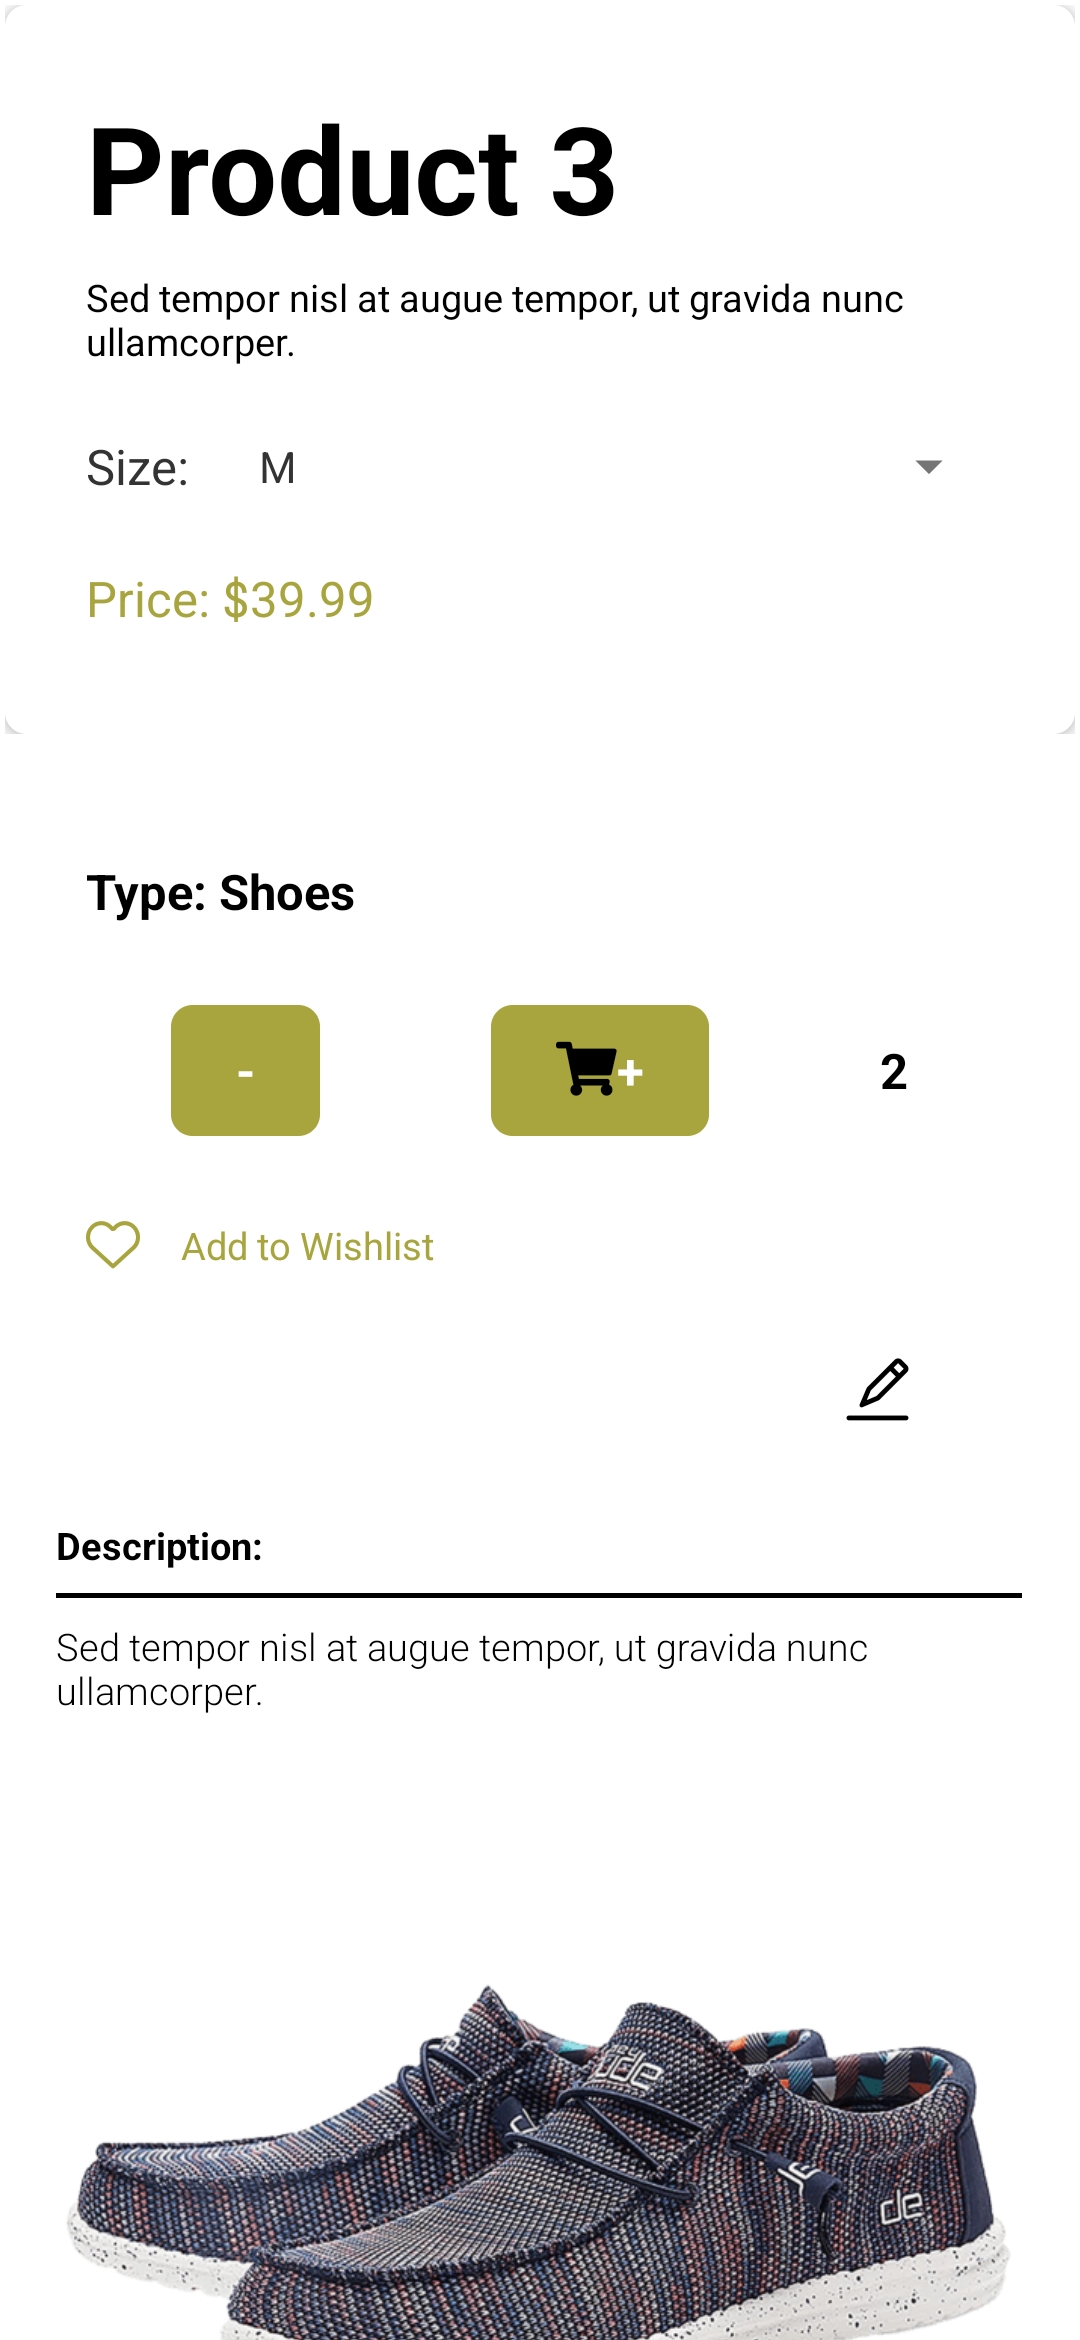 Product 3
Sed tempor nisl at augue tempor, ut gravida nunc
ullamcorper.
Size: M
Price: $39.99
Type: Shoes
- + 2
Add to Wishlist
Description:
Sed tempor nisl at augue tempor, ut gravida nunc
ullamcorper.
de